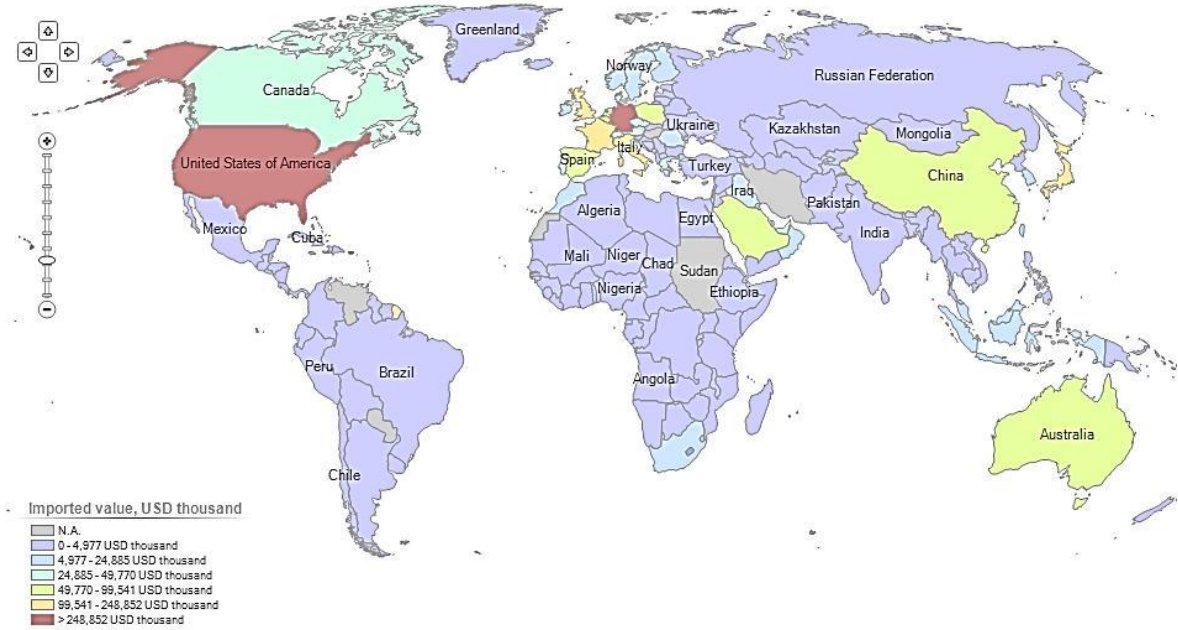 Greenland
Norway
Russian Federation
Canada
Ukraine
Kazakhstan
Mongolia
Italy
United States of America
Spain
Turkey
China
Iraq
Pakistan
Algeria
Egypt
Mexico
India
Cuba
Mali
Niger
Chad
Sudan
Nigeria
Ethiopia
Peru
Brazil
Angola
Australia
Chile
Imported value, USD thousand
N.A.
0 - 4,977 USD thousand
4,977 - 24,885 USD thousand
24,885 - 49,770 USD thousand
49,770 - 99,541 USD thousand
99,541 - 248,852 USD thousand
> 248,852 USD thousand